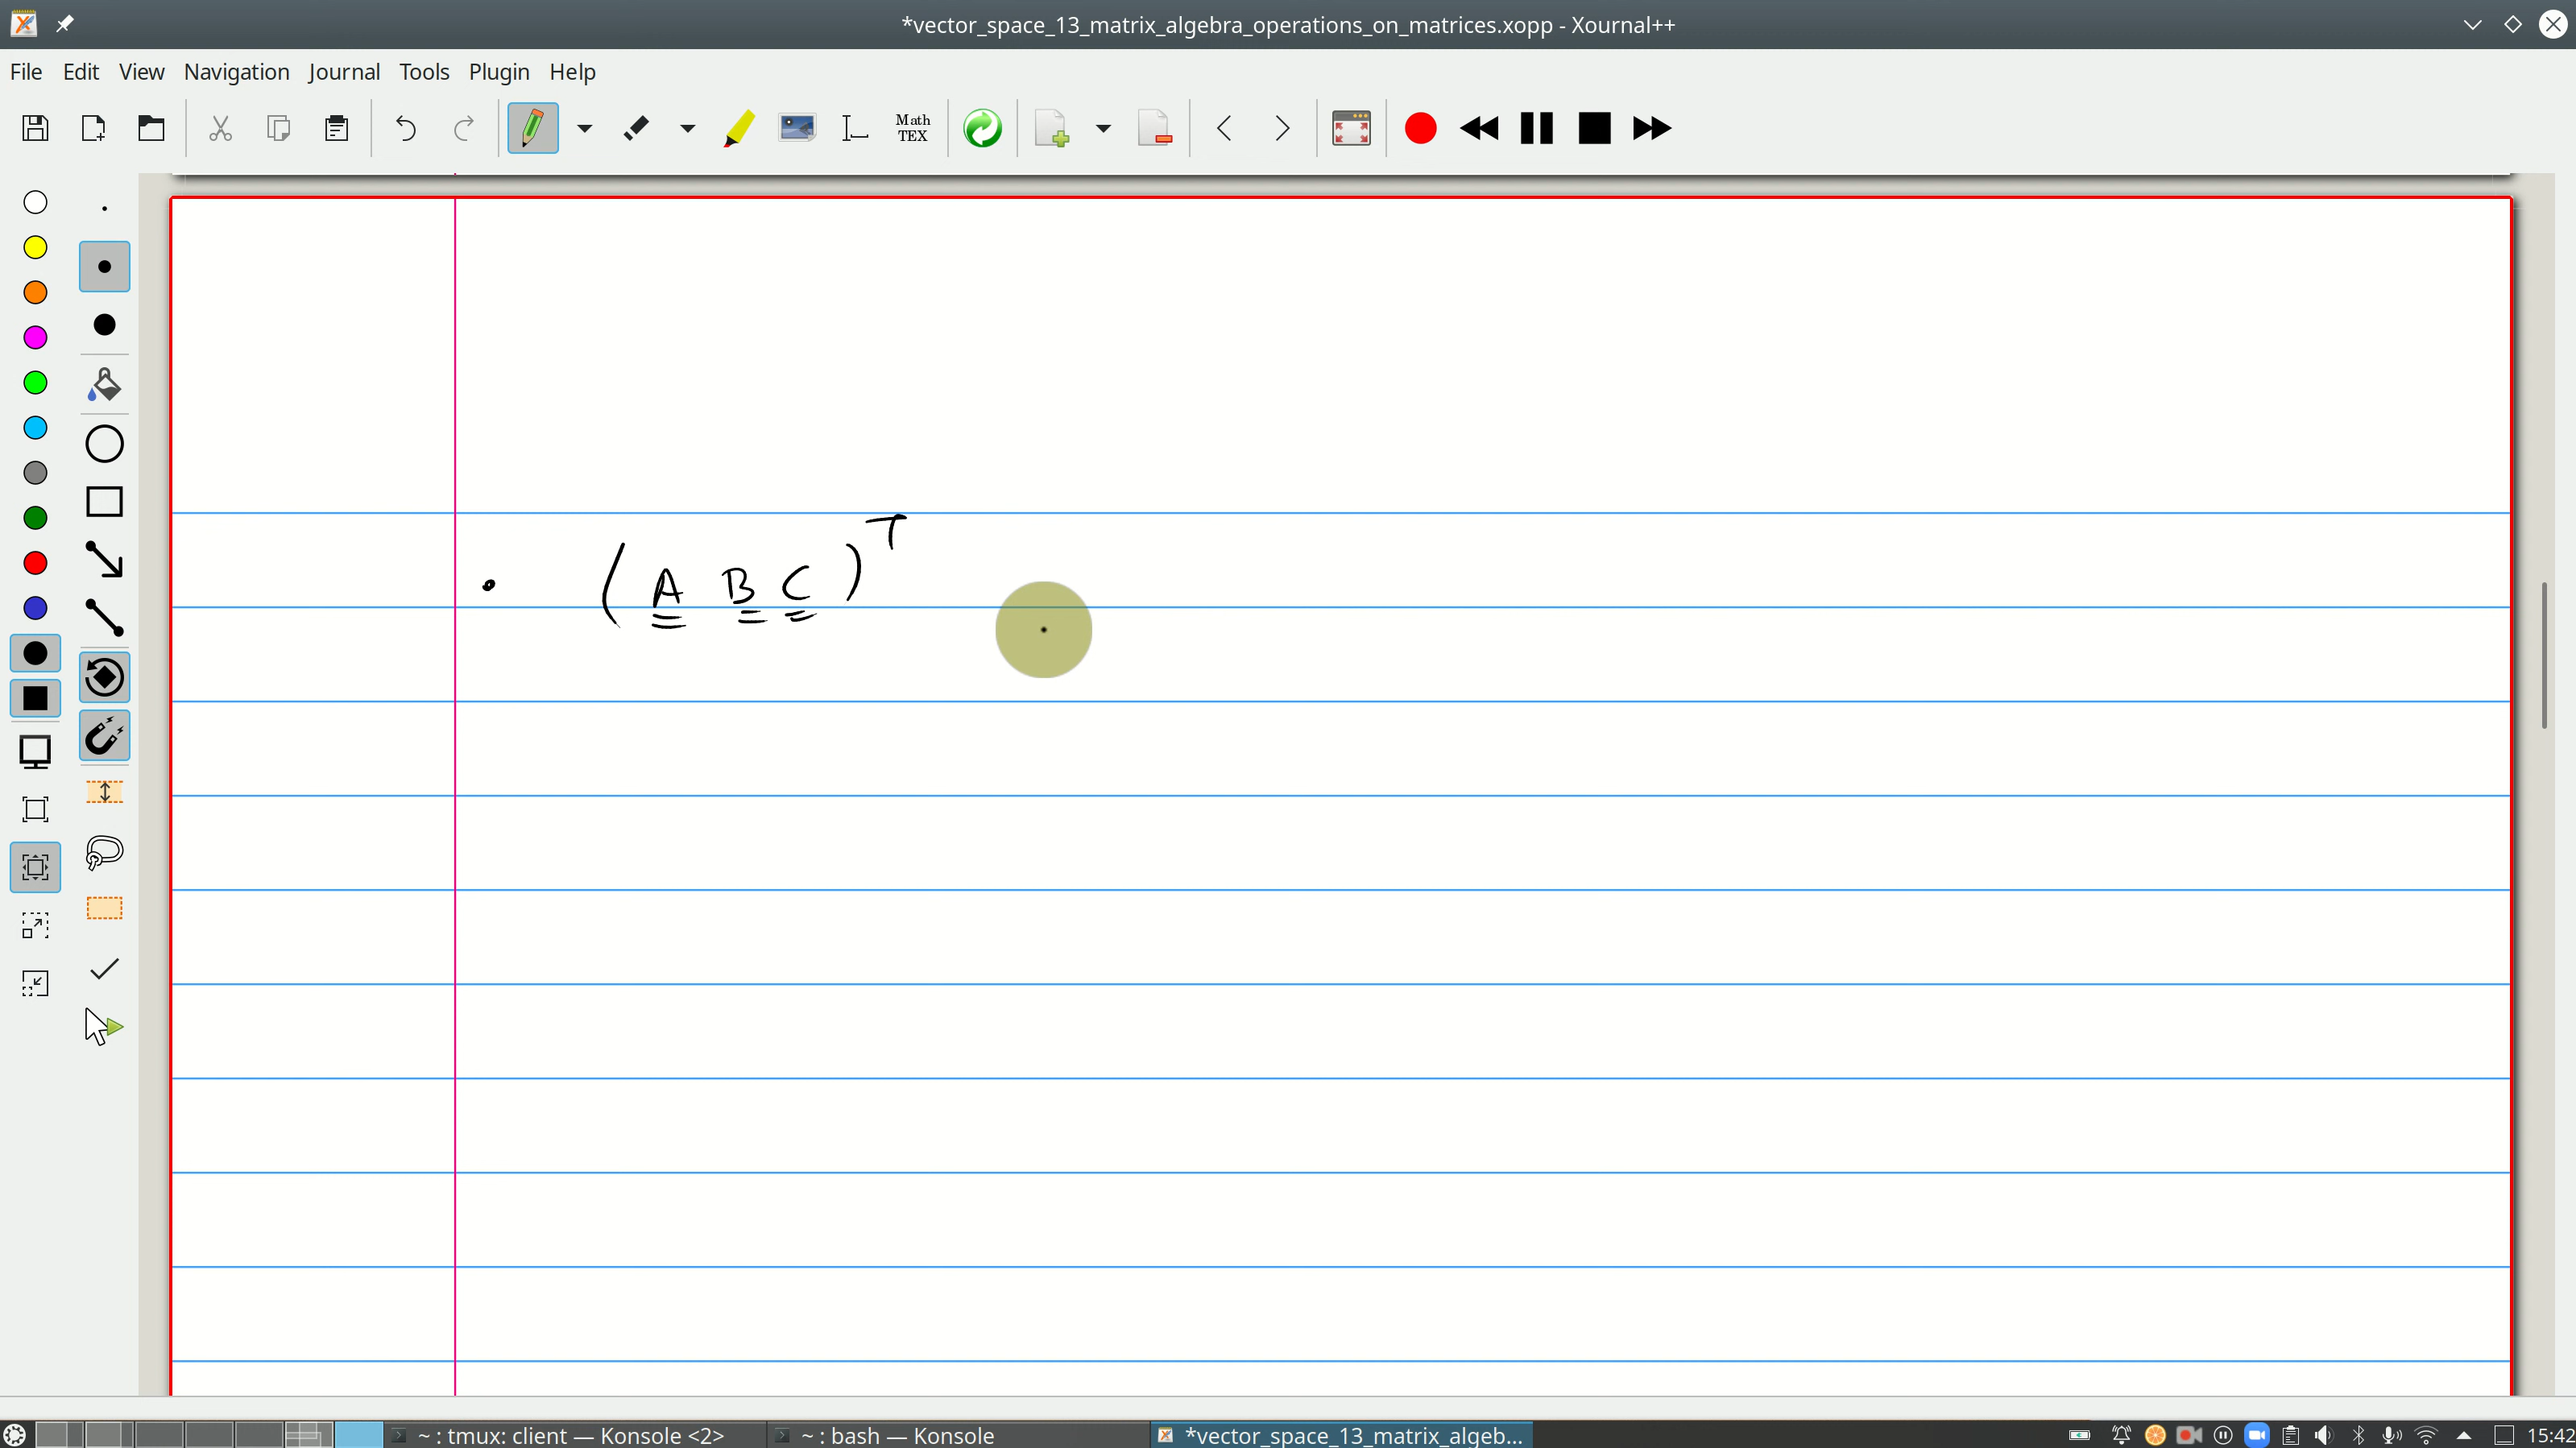 *vector_space_13_matrix_algebra_operations_on_matrices.xopp - Xournal++
File Edit View Navigation Journal Tools Plugin Help
Math
TEX
• (A B C)ᵀ
~ : tmux: client — Konsole <2> ~ : bash — Konsole *vector_space_13_matrix_algeb... 15:42